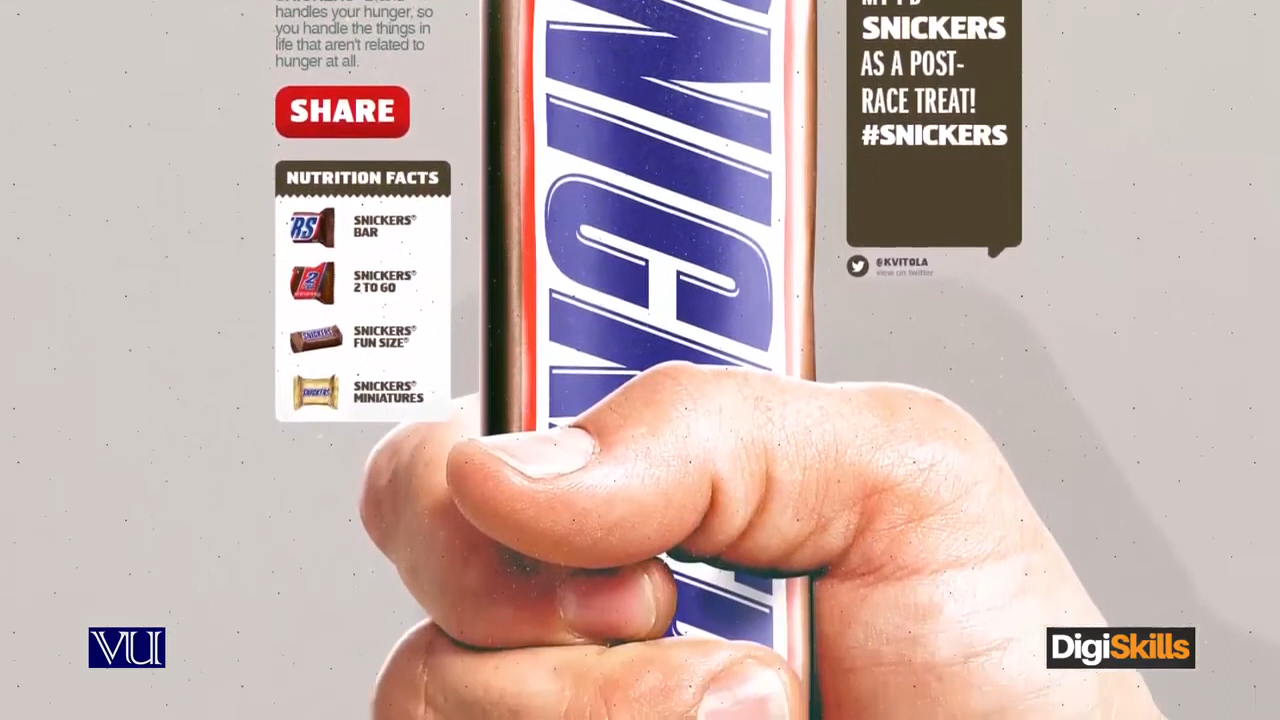 handles your hunger, so
you handle the things in
life that aren't related to
hunger at all.
SHARE
NUTRITION FACTS
SNICKERS®
BAR
SNICKERS®
2 TO GO
SNICKERS®
FUN SIZE®
SNICKERS®
MINIATURES
SNICKERS
AS A POST-
RACE TREAT!
#SNICKERS
@KVITOLA
view on twitter
VU
DigiSkills